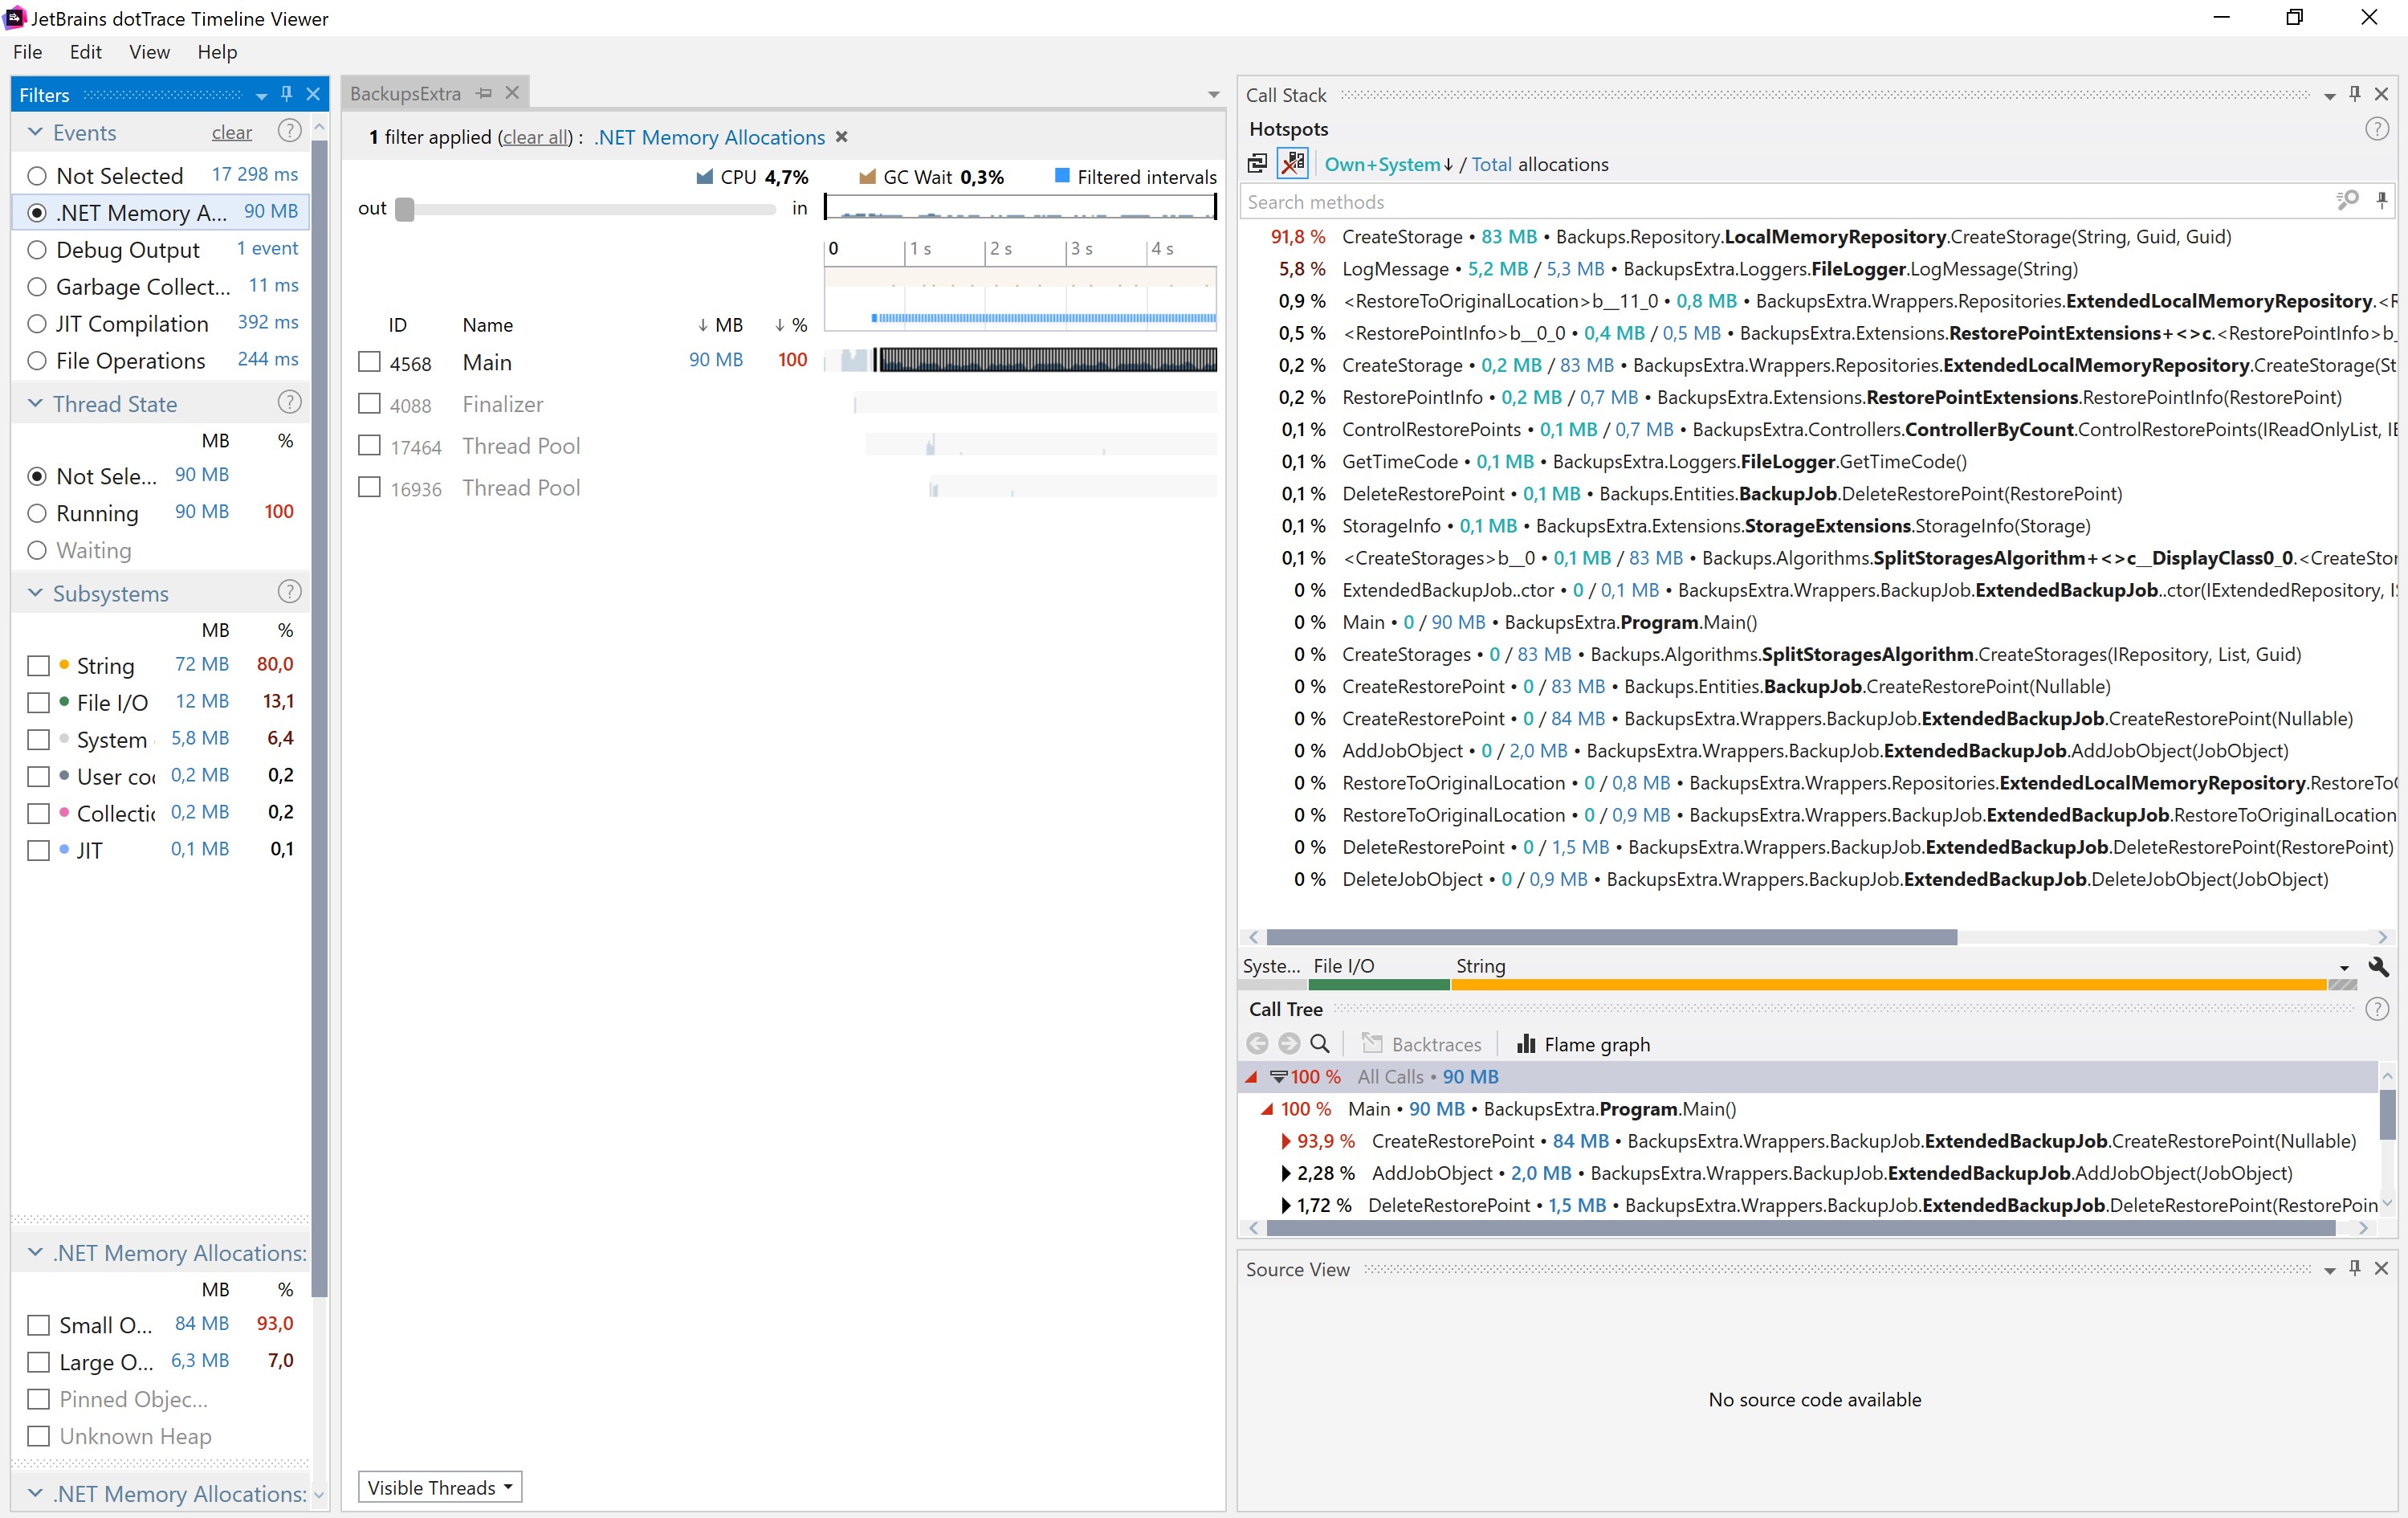 JetBrains dotTrace Timeline Viewer
File Edit View Help
Filters
Events clear ?
Not Selected 17 298 ms
.NET Memory A... 90 MB
Debug Output 1 event
Garbage Collect... 11 ms
JIT Compilation 392 ms
File Operations 244 ms
Thread State ?
MB %
Not Sele... 90 MB
Running 90 MB 100
Waiting
Subsystems ?
MB %
String 72 MB 80,0
File I/O 12 MB 13,1
System 5,8 MB 6,4
User co 0,2 MB 0,2
Collectic 0,2 MB 0,2
JIT 0,1 MB 0,1
.NET Memory Allocations:
MB %
Small O... 84 MB 93,0
Large O... 6,3 MB 7,0
Pinned Objec...
Unknown Heap
.NET Memory Allocations:
BackupsExtra
1 filter applied (clear all) : .NET Memory Allocations
CPU 4,7% GC Wait 0,3% Filtered intervals
out in
0 1 s 2 s 3 s 4 s
ID Name ↓ MB ↓ %
4568 Main 90 MB 100
4088 Finalizer
17464 Thread Pool
16936 Thread Pool
Visible Threads
Call Stack
Hotspots ?
Own+System↓ / Total allocations
Search methods
91,8 % CreateStorage • 83 MB • Backups.Repository.LocalMemoryRepository.CreateStorage(String, Guid, Guid)
5,8 % LogMessage • 5,2 MB / 5,3 MB • BackupsExtra.Loggers.FileLogger.LogMessage(String)
0,9 % <RestoreToOriginalLocation>b__11_0 • 0,8 MB • BackupsExtra.Wrappers.Repositories.ExtendedLocalMemoryRepository.<R
0,5 % <RestorePointInfo>b__0_0 • 0,4 MB / 0,5 MB • BackupsExtra.Extensions.RestorePointExtensions+<>c.<RestorePointInfo>b_
0,2 % CreateStorage • 0,2 MB / 83 MB • BackupsExtra.Wrappers.Repositories.ExtendedLocalMemoryRepository.CreateStorage(St
0,2 % RestorePointInfo • 0,2 MB / 0,7 MB • BackupsExtra.Extensions.RestorePointExtensions.RestorePointInfo(RestorePoint)
0,1 % ControlRestorePoints • 0,1 MB / 0,7 MB • BackupsExtra.Controllers.ControllerByCount.ControlRestorePoints(IReadOnlyList, IE
0,1 % GetTimeCode • 0,1 MB • BackupsExtra.Loggers.FileLogger.GetTimeCode()
0,1 % DeleteRestorePoint • 0,1 MB • Backups.Entities.BackupJob.DeleteRestorePoint(RestorePoint)
0,1 % StorageInfo • 0,1 MB • BackupsExtra.Extensions.StorageExtensions.StorageInfo(Storage)
0,1 % <CreateStorages>b__0 • 0,1 MB / 83 MB • Backups.Algorithms.SplitStoragesAlgorithm+<>c__DisplayClass0_0.<CreateStor
0 % ExtendedBackupJob..ctor • 0 / 0,1 MB • BackupsExtra.Wrappers.BackupJob.ExtendedBackupJob..ctor(IExtendedRepository, IS
0 % Main • 0 / 90 MB • BackupsExtra.Program.Main()
0 % CreateStorages • 0 / 83 MB • Backups.Algorithms.SplitStoragesAlgorithm.CreateStorages(IRepository, List, Guid)
0 % CreateRestorePoint • 0 / 83 MB • Backups.Entities.BackupJob.CreateRestorePoint(Nullable)
0 % CreateRestorePoint • 0 / 84 MB • BackupsExtra.Wrappers.BackupJob.ExtendedBackupJob.CreateRestorePoint(Nullable)
0 % AddJobObject • 0 / 2,0 MB • BackupsExtra.Wrappers.BackupJob.ExtendedBackupJob.AddJobObject(JobObject)
0 % RestoreToOriginalLocation • 0 / 0,8 MB • BackupsExtra.Wrappers.Repositories.ExtendedLocalMemoryRepository.RestoreToO
0 % RestoreToOriginalLocation • 0 / 0,9 MB • BackupsExtra.Wrappers.BackupJob.ExtendedBackupJob.RestoreToOriginalLocation
0 % DeleteRestorePoint • 0 / 1,5 MB • BackupsExtra.Wrappers.BackupJob.ExtendedBackupJob.DeleteRestorePoint(RestorePoint)
0 % DeleteJobObject • 0 / 0,9 MB • BackupsExtra.Wrappers.BackupJob.ExtendedBackupJob.DeleteJobObject(JobObject)
Syste... File I/O String
Call Tree ?
Backtraces Flame graph
100 % All Calls • 90 MB
100 % Main • 90 MB • BackupsExtra.Program.Main()
93,9 % CreateRestorePoint • 84 MB • BackupsExtra.Wrappers.BackupJob.ExtendedBackupJob.CreateRestorePoint(Nullable)
2,28 % AddJobObject • 2,0 MB • BackupsExtra.Wrappers.BackupJob.ExtendedBackupJob.AddJobObject(JobObject)
1,72 % DeleteRestorePoint • 1,5 MB • BackupsExtra.Wrappers.BackupJob.ExtendedBackupJob.DeleteRestorePoint(RestorePoin
Source View
No source code available